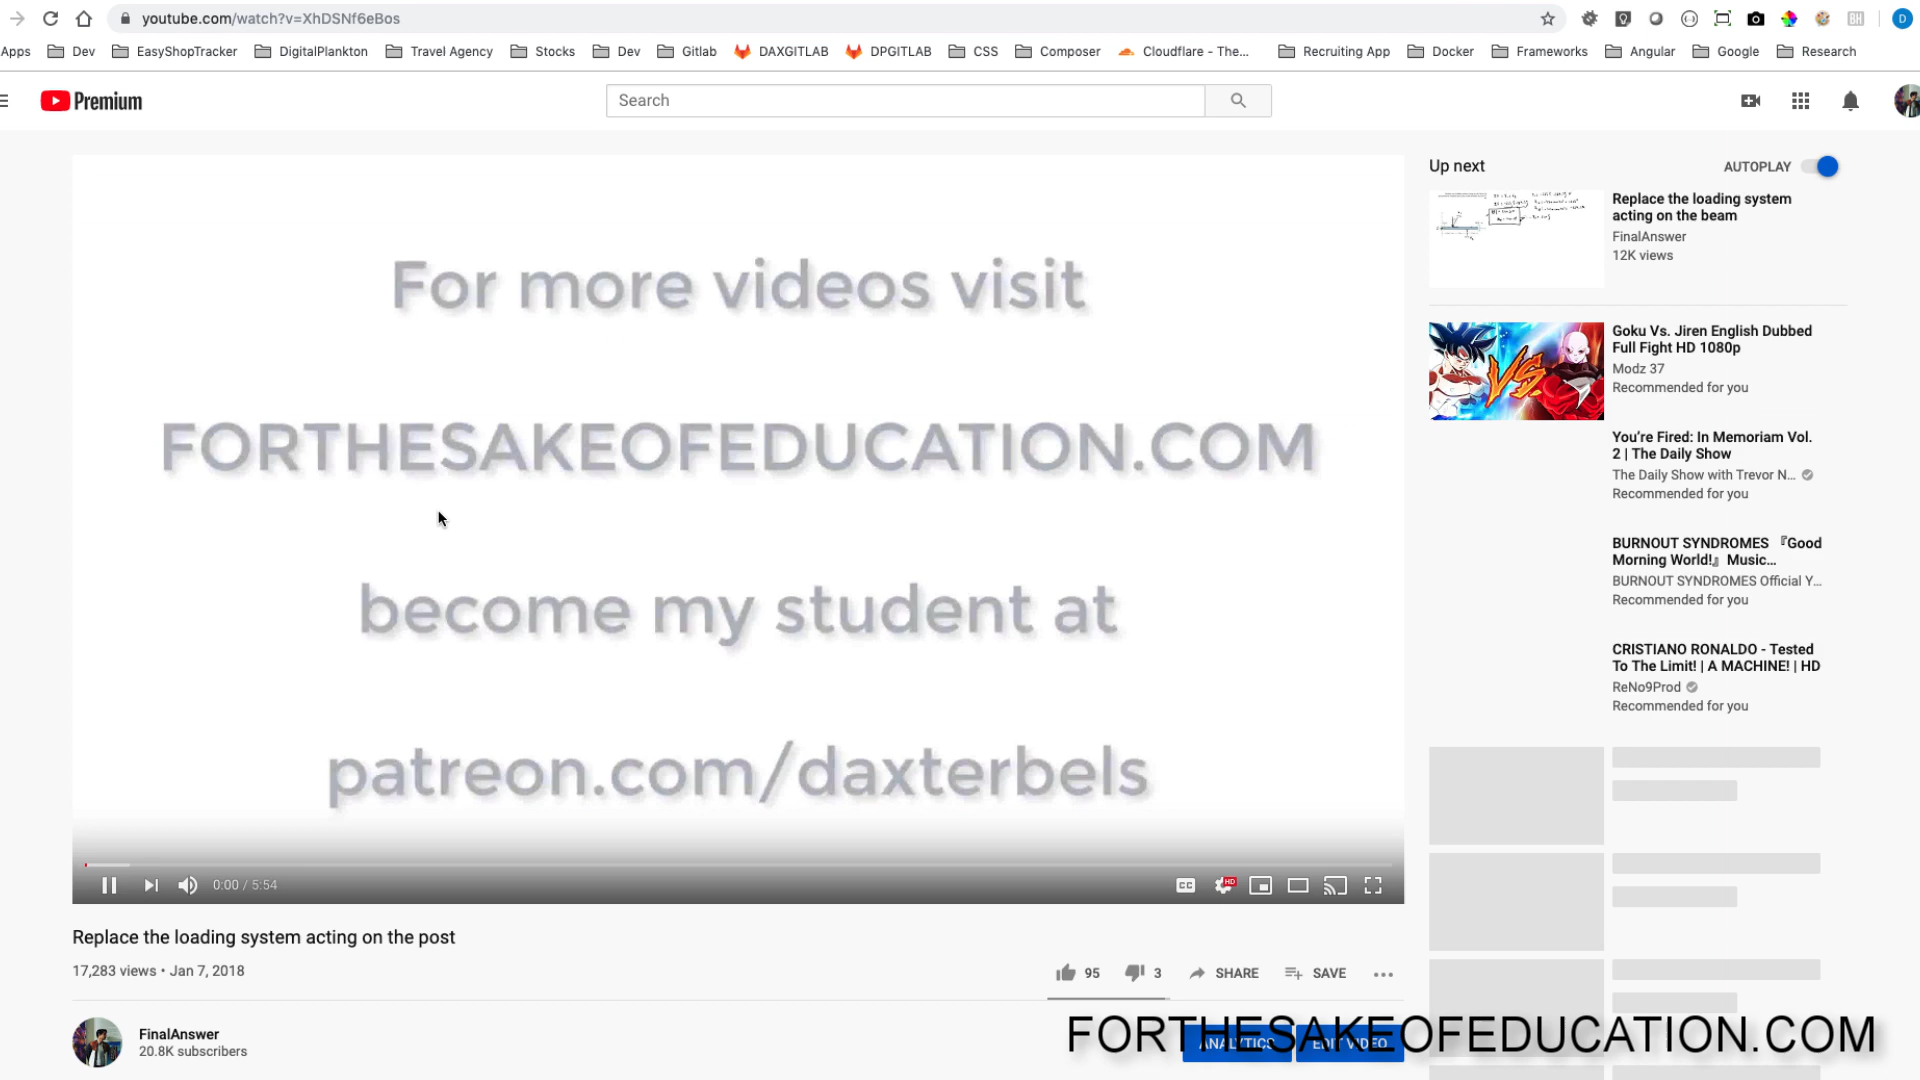 youtube.com/watch?v=XhDSNf6eBos
Apps Dev EasyShopTracker DigitalPlankton Travel Agency Stocks Dev Gitlab DAXGITLAB DPGITLAB CSS Composer Cloudflare - The... Recruiting App Docker Frameworks Angular Google Research
Premium
Search
For more videos visit
FORTHESAKEOFEDUCATION.COM
become my student at
patreon.com/daxterbels
0:00 / 5:54
CC
HD
Replace the loading system acting on the post
17,283 views • Jan 7, 2018
95 3 SHARE SAVE
FinalAnswer
20.8K subscribers
ANALYTICS EDIT VIDEO
Up next AUTOPLAY
Replace the loading system
acting on the beam
FinalAnswer
12K views
VS.
Goku Vs. Jiren English Dubbed
Full Fight HD 1080p
Modz 37
Recommended for you
You’re Fired: In Memoriam Vol.
2 | The Daily Show
The Daily Show with Trevor N...
Recommended for you
BURNOUT SYNDROMES 『Good
Morning World!』 Music...
BURNOUT SYNDROMES Official Y...
Recommended for you
CRISTIANO RONALDO - Tested
To The Limit! | A MACHINE! | HD
ReNo9Prod
Recommended for you
FORTHESAKEOFEDUCATION.COM